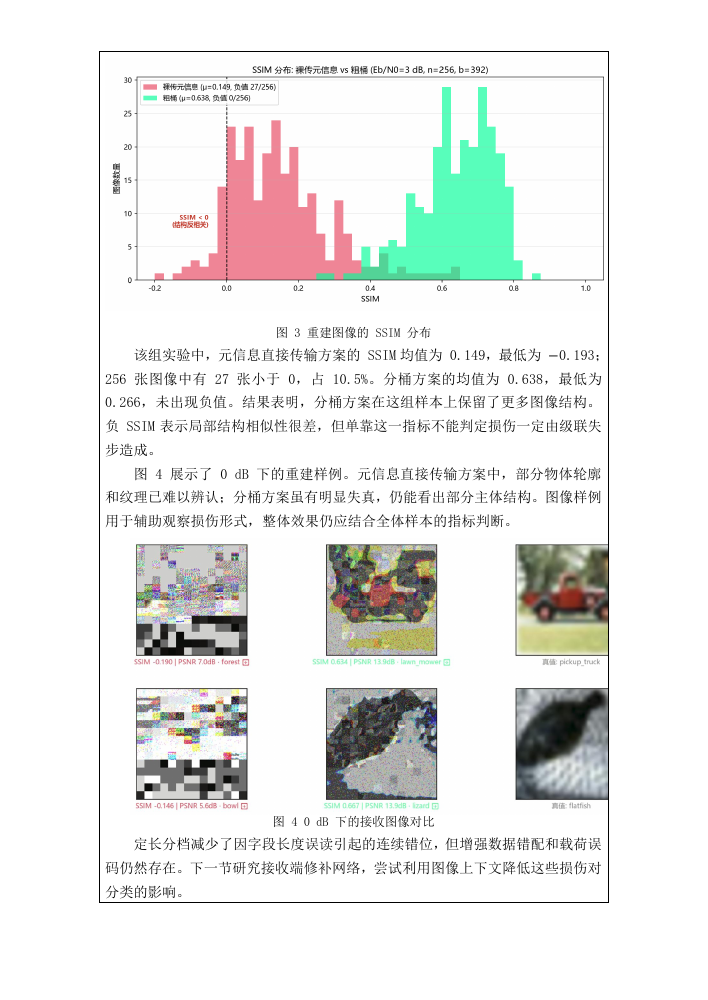 SSIM 分布: 裸传元信息 vs 粗桶 (Eb/N0=3 dB, n=256, b=392)
裸传元信息 (μ=0.149, 负值 27/256)
粗桶 (μ=0.638, 负值 0/256)
图像数量
30
25
20
15
10
5
0
SSIM < 0
(结构反相关)
-0.2 0.0 0.2 0.4 0.6 0.8 1.0
SSIM
图 3 重建图像的 SSIM 分布
该组实验中，元信息直接传输方案的 SSIM 均值为 0.149，最低为 −0.193；
256 张图像中有 27 张小于 0，占 10.5%。分桶方案的均值为 0.638，最低为
0.266，未出现负值。结果表明，分桶方案在这组样本上保留了更多图像结构。
负 SSIM 表示局部结构相似性很差，但单靠这一指标不能判定损伤一定由级联失
步造成。
图 4 展示了 0 dB 下的重建样例。元信息直接传输方案中，部分物体轮廓
和纹理已难以辨认；分桶方案虽有明显失真，仍能看出部分主体结构。图像样例
用于辅助观察损伤形式，整体效果仍应结合全体样本的指标判断。
SSIM -0.190 | PSNR 7.0dB · forest
SSIM 0.634 | PSNR 13.9dB · lawn_mower
真值: pickup_truck
SSIM -0.146 | PSNR 5.6dB · bowl
SSIM 0.667 | PSNR 13.9dB · lizard
真值: flatfish
图 4 0 dB 下的接收图像对比
定长分档减少了因字段长度误读引起的连续错位，但增强数据错配和载荷误
码仍然存在。下一节研究接收端修补网络，尝试利用图像上下文降低这些损伤对
分类的影响。